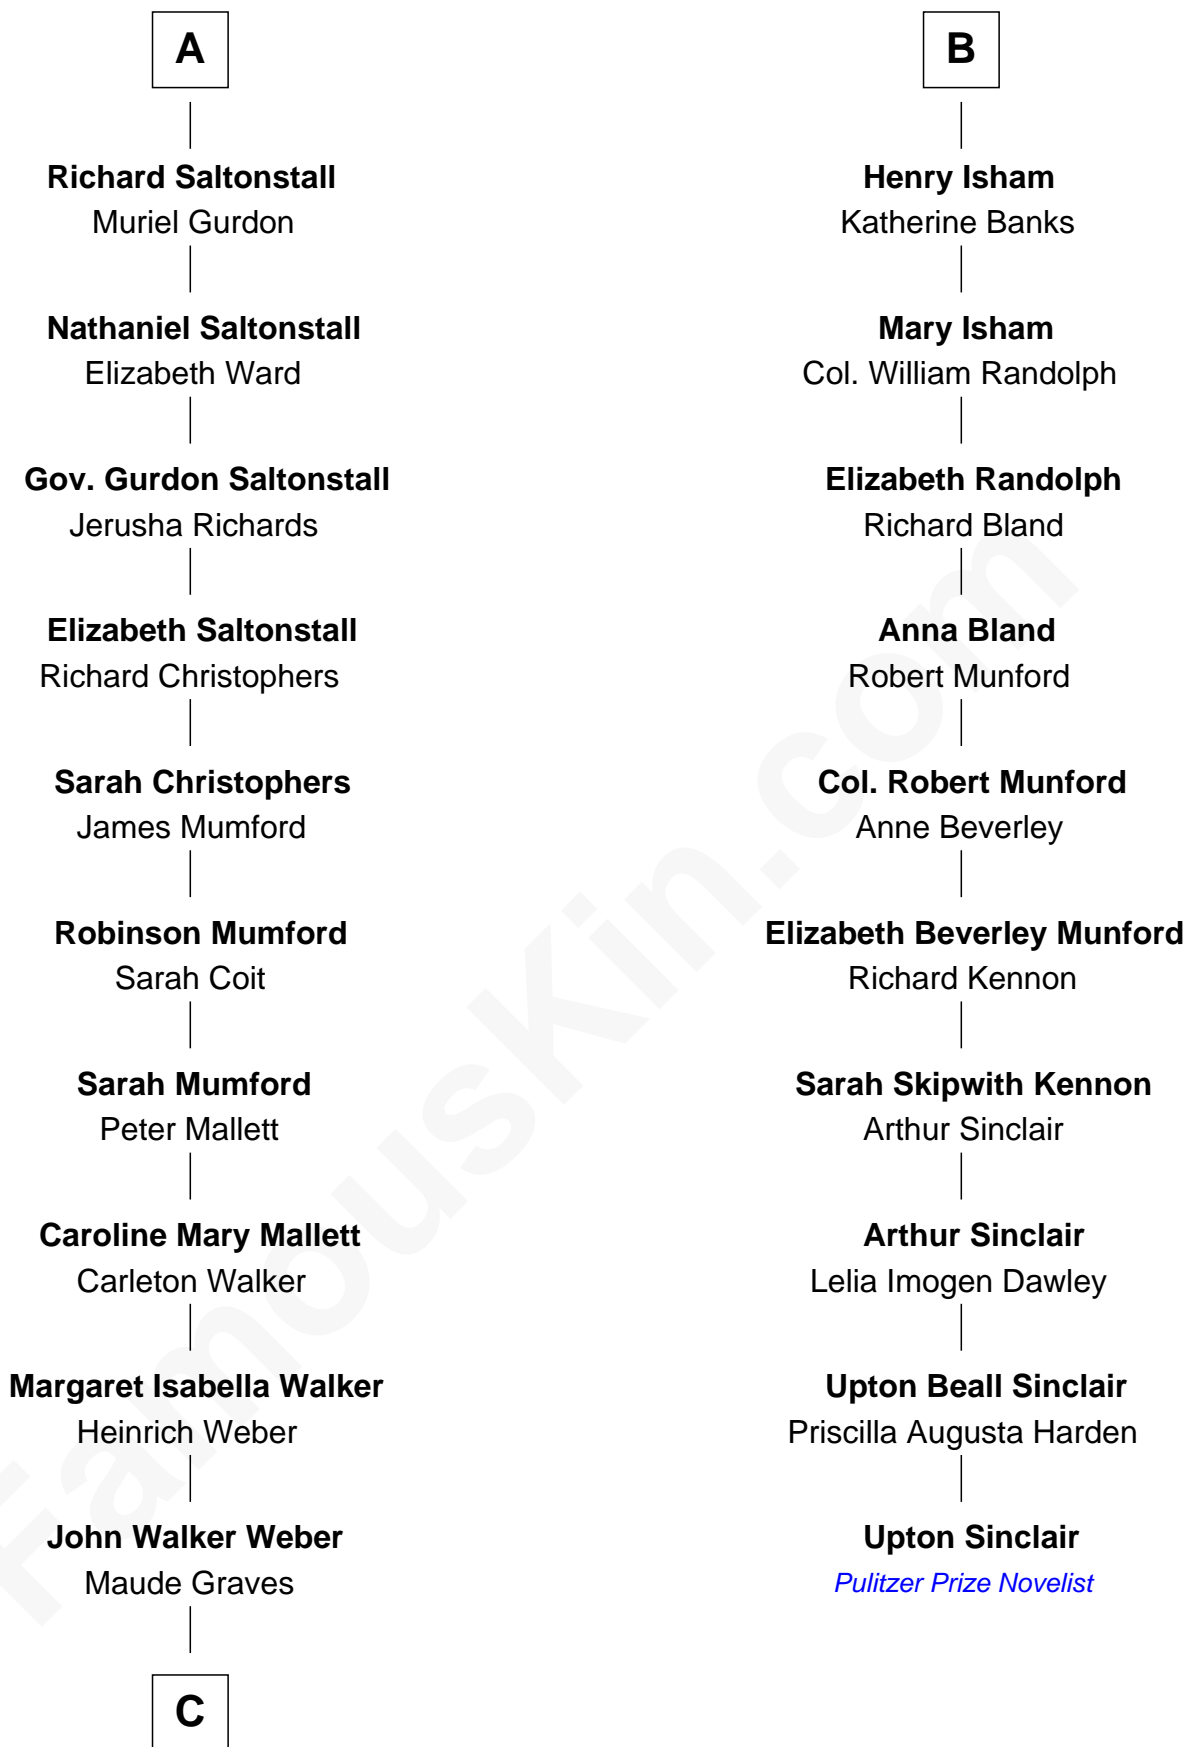 A
Richard Saltonstall
Muriel Gurdon
Nathaniel Saltonstall
Elizabeth Ward
Gov. Gurdon Saltonstall
Jerusha Richards
Elizabeth Saltonstall
Richard Christophers
Sarah Christophers
James Mumford
Robinson Mumford
Sarah Coit
Sarah Mumford
Peter Mallett
Caroline Mary Mallett
Carleton Walker
Margaret Isabella Walker
Heinrich Weber
John Walker Weber
Maude Graves
C
B
Henry Isham
Katherine Banks
Mary Isham
Col. William Randolph
Elizabeth Randolph
Richard Bland
Anna Bland
Robert Munford
Col. Robert Munford
Anne Beverley
Elizabeth Beverley Munford
Richard Kennon
Sarah Skipwith Kennon
Arthur Sinclair
Arthur Sinclair
Lelia Imogen Dawley
Upton Beall Sinclair
Priscilla Augusta Harden
Upton Sinclair
Pulitzer Prize Novelist
FamousKin.com